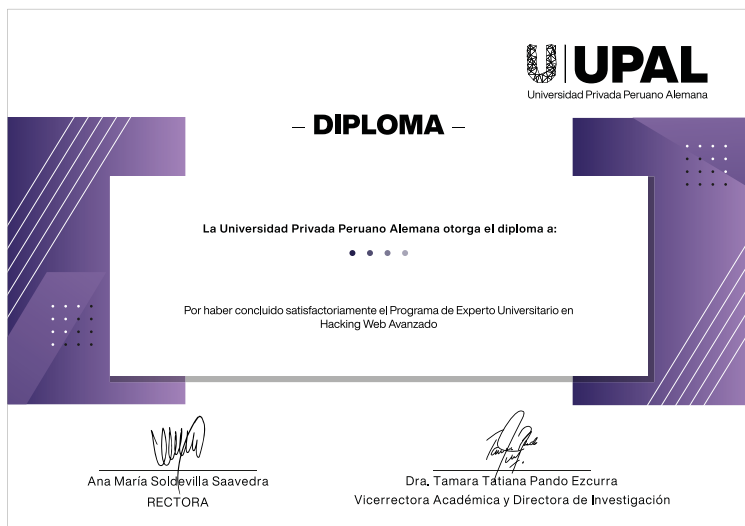 UPAL
Universidad Privada Peruano Alemana
– DIPLOMA –
La Universidad Privada Peruano Alemana otorga el diploma a:
Por haber concluido satisfactoriamente el Programa de Experto Universitario en
Hacking Web Avanzado
Ana María Soldevilla Saavedra
RECTORA
Dra. Tamara Tatiana Pando Ezcurra
Vicerrectora Académica y Directora de Investigación